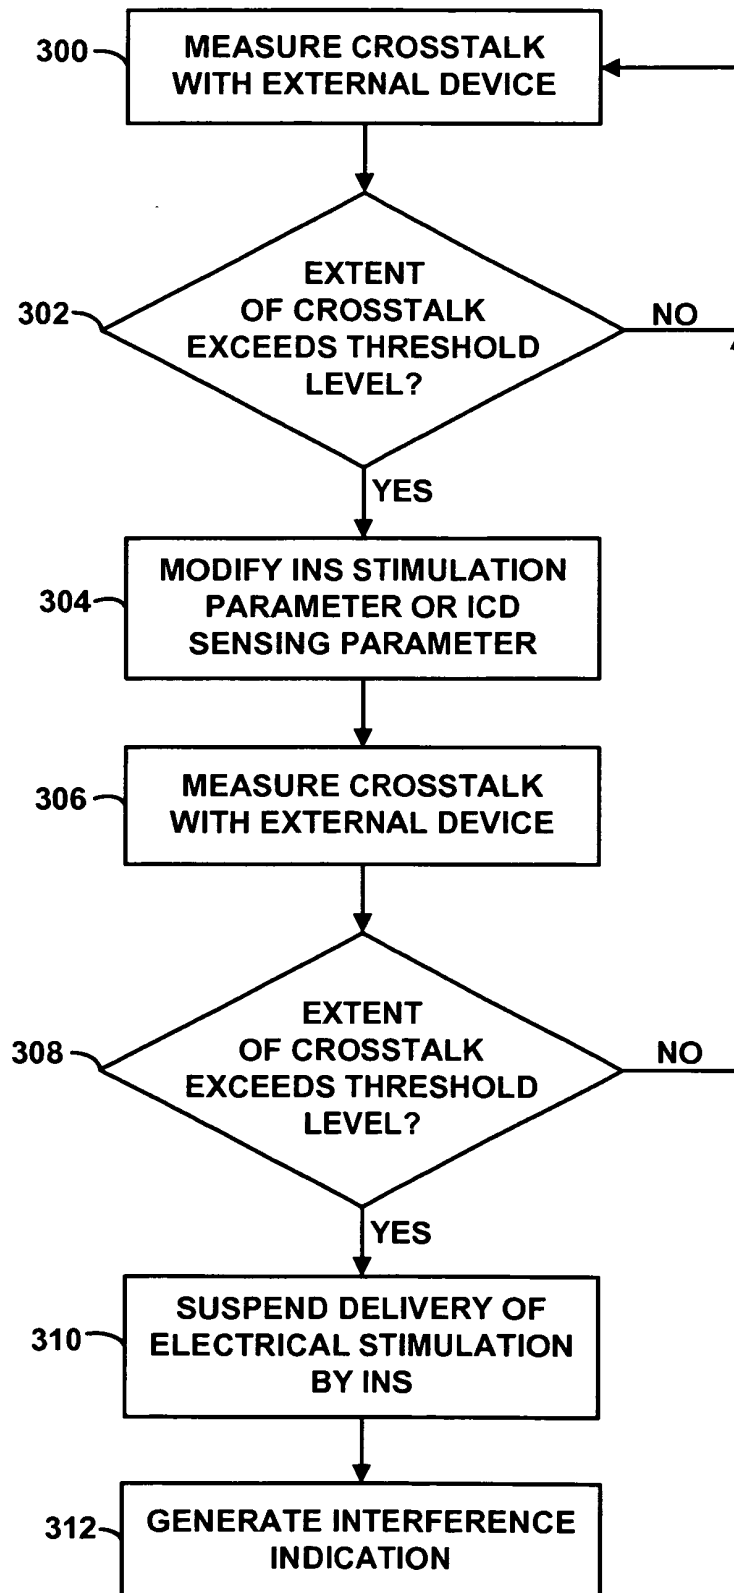 300
MEASURE CROSSTALK
WITH EXTERNAL DEVICE
302
EXTENT
OF CROSSTALK
EXCEEDS THRESHOLD
LEVEL?
NO
YES
304
MODIFY INS STIMULATION
PARAMETER OR ICD
SENSING PARAMETER
306
MEASURE CROSSTALK
WITH EXTERNAL DEVICE
308
EXTENT
OF CROSSTALK
EXCEEDS THRESHOLD
LEVEL?
NO
YES
310
SUSPEND DELIVERY OF
ELECTRICAL STIMULATION
BY INS
312
GENERATE INTERFERENCE
INDICATION